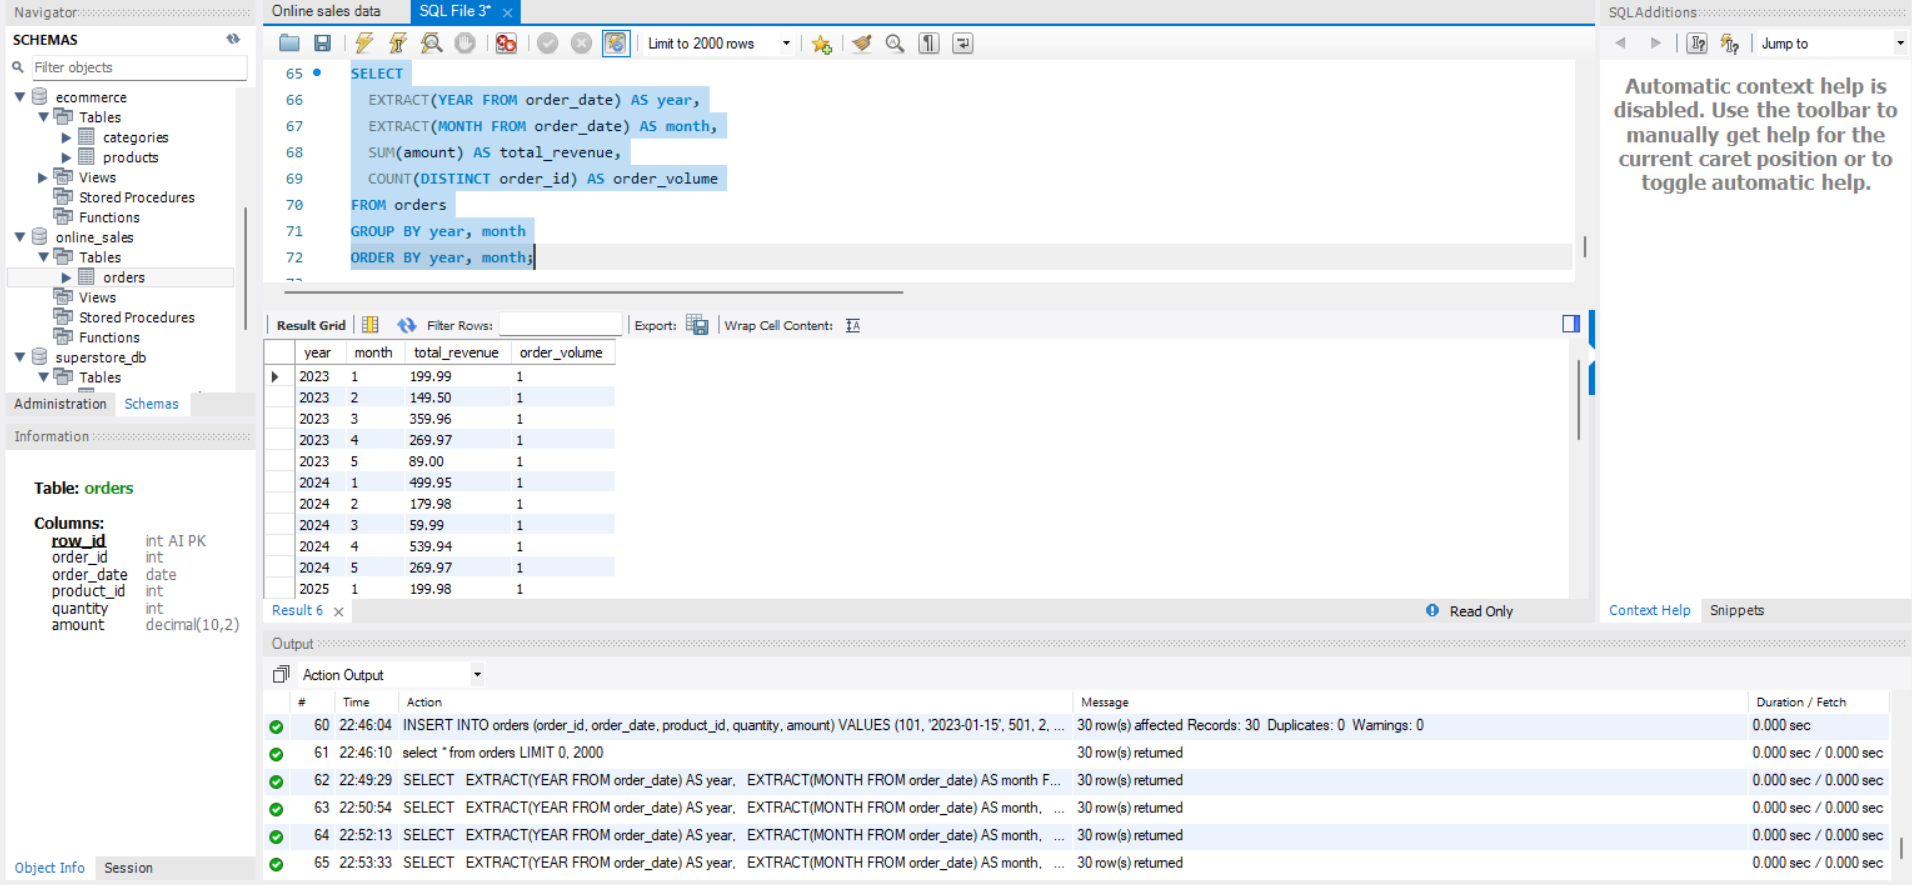 Navigator
SCHEMAS
Filter objects
ecommerce
Tables
categories
products
Views
Stored Procedures
Functions
online_sales
Tables
orders
Views
Stored Procedures
Functions
superstore_db
Tables
Administration Schemas
Information
Table: orders
Columns:
row_id int AI PK
order_id int
order_date date
product_id int
quantity int
amount decimal(10,2)
Object Info Session
Online sales data SQL File 3*
Limit to 2000 rows
65 SELECT
66 EXTRACT(YEAR FROM order_date) AS year,
67 EXTRACT(MONTH FROM order_date) AS month,
68 SUM(amount) AS total_revenue,
69 COUNT(DISTINCT order_id) AS order_volume
70 FROM orders
71 GROUP BY year, month
72 ORDER BY year, month;
Result Grid Filter Rows: Export: Wrap Cell Content:
year month total_revenue order_volume
2023 1 199.99 1
2023 2 149.50 1
2023 3 359.96 1
2023 4 269.97 1
2023 5 89.00 1
2024 1 499.95 1
2024 2 179.98 1
2024 3 59.99 1
2024 4 539.94 1
2024 5 269.97 1
2025 1 199.98 1
Result 6 Read Only
Output
Action Output
# Time Action Message Duration / Fetch
60 22:46:04 INSERT INTO orders (order_id, order_date, product_id, quantity, amount) VALUES (101, '2023-01-15', 501, 2, ... 30 row(s) affected Records: 30 Duplicates: 0 Warnings: 0 0.000 sec
61 22:46:10 select * from orders LIMIT 0, 2000 30 row(s) returned 0.000 sec / 0.000 sec
62 22:49:29 SELECT EXTRACT(YEAR FROM order_date) AS year, EXTRACT(MONTH FROM order_date) AS month F... 30 row(s) returned 0.000 sec / 0.000 sec
63 22:50:54 SELECT EXTRACT(YEAR FROM order_date) AS year, EXTRACT(MONTH FROM order_date) AS month, ... 30 row(s) returned 0.000 sec / 0.000 sec
64 22:52:13 SELECT EXTRACT(YEAR FROM order_date) AS year, EXTRACT(MONTH FROM order_date) AS month, ... 30 row(s) returned 0.000 sec / 0.000 sec
65 22:53:33 SELECT EXTRACT(YEAR FROM order_date) AS year, EXTRACT(MONTH FROM order_date) AS month, ... 30 row(s) returned 0.000 sec / 0.000 sec
SQLAdditions
Jump to
Automatic context help is
disabled. Use the toolbar to
manually get help for the
current caret position or to
toggle automatic help.
Context Help Snippets